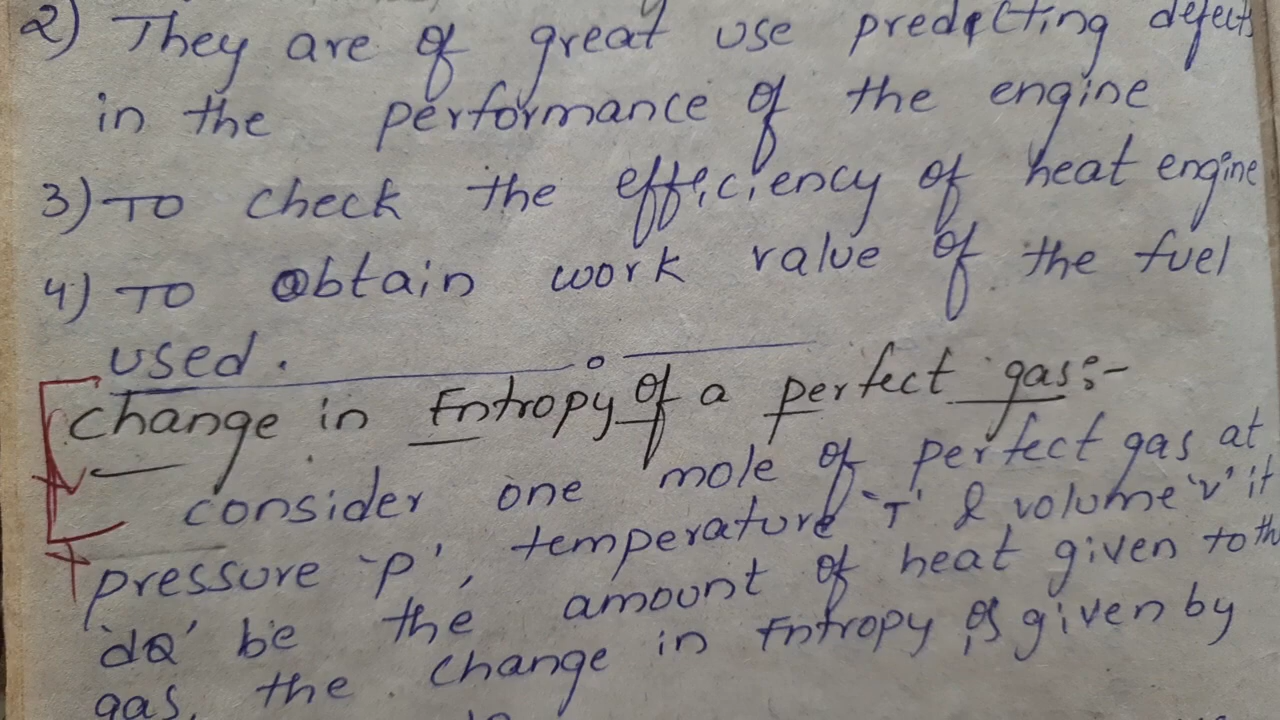 2) They are of great use predecting defects
in the performance of the engine
3) TO check the efficiency of heat engine
4) TO obtain work value of the fuel
used.
Change in Entropy of a perfect gas:-
consider one mole of perfect gas at
pressure 'p', temperature 'T' & volume 'v' it
'dQ' be the amount of heat given to th
gas, the change in Entropy is given by